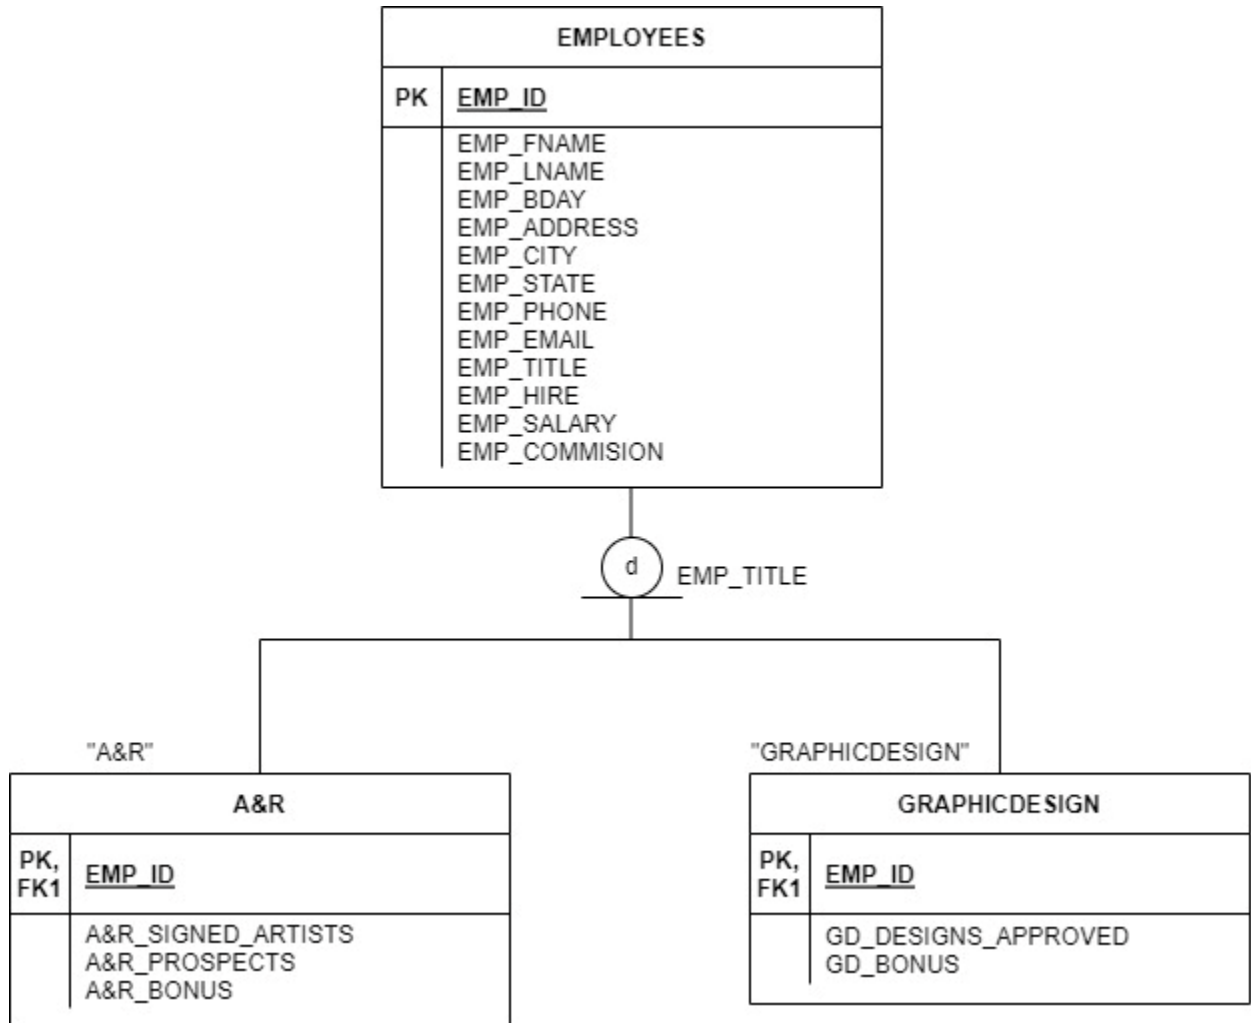 EMPLOYEES
PK EMP_ID
EMP_FNAME
EMP_LNAME
EMP_BDAY
EMP_ADDRESS
EMP_CITY
EMP_STATE
EMP_PHONE
EMP_EMAIL
EMP_TITLE
EMP_HIRE
EMP_SALARY
EMP_COMMISION
d
EMP_TITLE
"A&R"
A&R
PK,
FK1
EMP_ID
A&R_SIGNED_ARTISTS
A&R_PROSPECTS
A&R_BONUS
"GRAPHICDESIGN"
GRAPHICDESIGN
PK,
FK1
EMP_ID
GD_DESIGNS_APPROVED
GD_BONUS